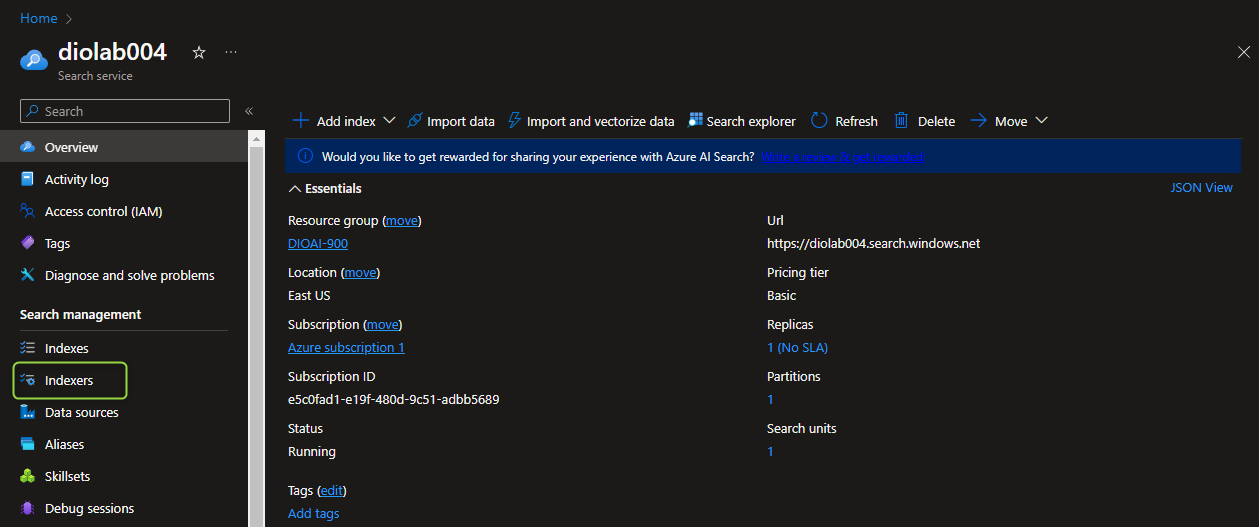 Home >
diolab004
Search service
Search
Add index
Import data
Import and vectorize data
Search explorer
Refresh
Delete
Move
Overview
Activity log
Access control (IAM)
Tags
Diagnose and solve problems
Search management
Indexes
Indexers
Data sources
Aliases
Skillsets
Debug sessions
Would you like to get rewarded for sharing your experience with Azure AI Search?
Essentials
JSON View
Resource group (move)
DIOAI-900
Location (move)
East US
Subscription (move)
Azure subscription 1
Subscription ID
e5c0fad1-e19f-480d-9c51-adbb5689
Status
Running
Tags (edit)
Add tags
Url
https://diolab004.search.windows.net
Pricing tier
Basic
Replicas
1 (No SLA)
Partitions
1
Search units
1